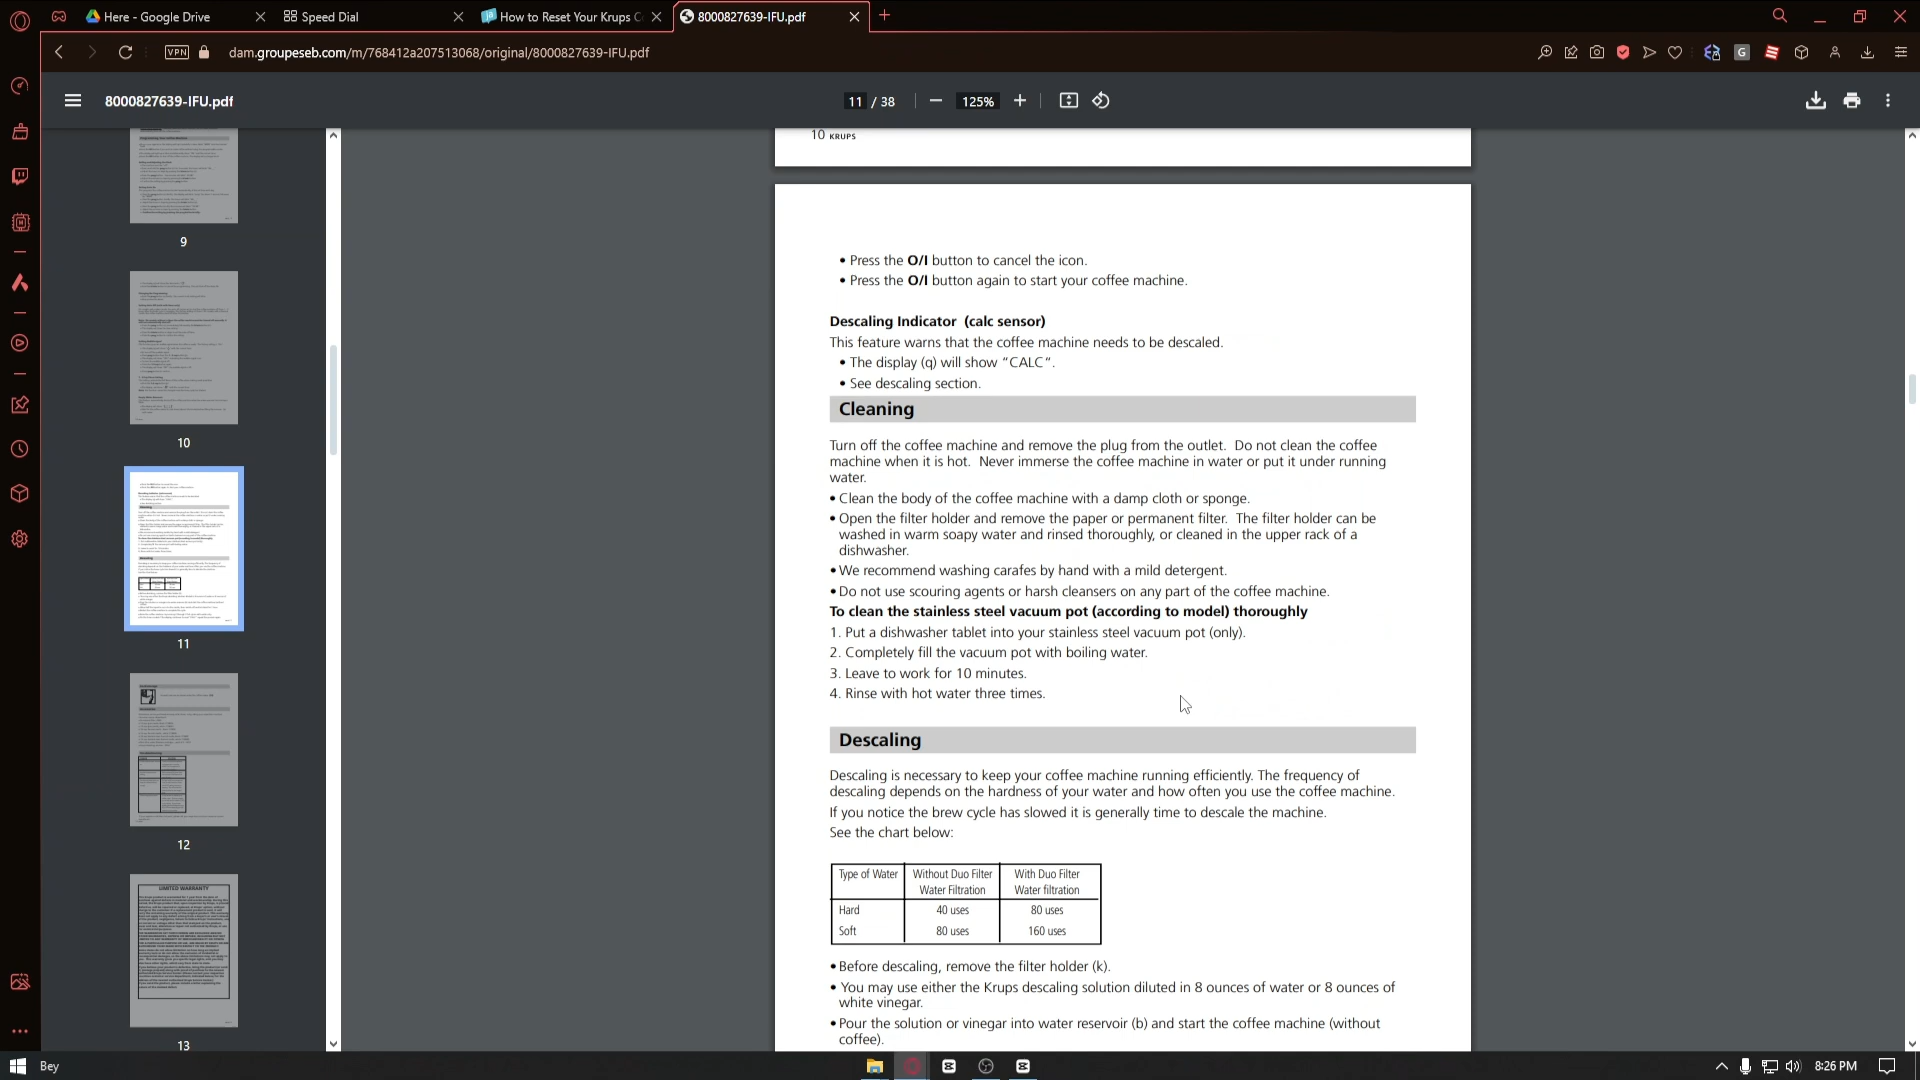 Here - Google Drive
Speed Dial
How to Reset Your Krups C
8000827639-IFU.pdf
VPN
dam.groupeseb.com/m/768412a207513068/original/8000827639-IFU.pdf
G
8000827639-IFU.pdf
11 / 38
125%
9
10
11
12
LIMITED WARRANTY
13
10 KRUPS
• Press the O/I button to cancel the icon.
• Press the O/I button again to start your coffee machine.
Descaling Indicator (calc sensor)
This feature warns that the coffee machine needs to be descaled.
• The display (q) will show “CALC”.
• See descaling section.
Cleaning
Turn off the coffee machine and remove the plug from the outlet. Do not clean the coffee
machine when it is hot. Never immerse the coffee machine in water or put it under running
water.
• Clean the body of the coffee machine with a damp cloth or sponge.
• Open the filter holder and remove the paper or permanent filter. The filter holder can be
washed in warm soapy water and rinsed thoroughly, or cleaned in the upper rack of a
dishwasher.
• We recommend washing carafes by hand with a mild detergent.
• Do not use scouring agents or harsh cleansers on any part of the coffee machine.
To clean the stainless steel vacuum pot (according to model) thoroughly
1. Put a dishwasher tablet into your stainless steel vacuum pot (only).
2. Completely fill the vacuum pot with boiling water.
3. Leave to work for 10 minutes.
4. Rinse with hot water three times.
Descaling
Descaling is necessary to keep your coffee machine running efficiently. The frequency of
descaling depends on the hardness of your water and how often you use the coffee machine.
If you notice the brew cycle has slowed it is generally time to descale the machine.
See the chart below:
Type of Water Without Duo Filter With Duo Filter
Water Filtration Water filtration
Hard 40 uses 80 uses
Soft 80 uses 160 uses
• Before descaling, remove the filter holder (k).
• You may use either the Krups descaling solution diluted in 8 ounces of water or 8 ounces of
white vinegar.
• Pour the solution or vinegar into water reservoir (b) and start the coffee machine (without
coffee).
Bey
8:26 PM